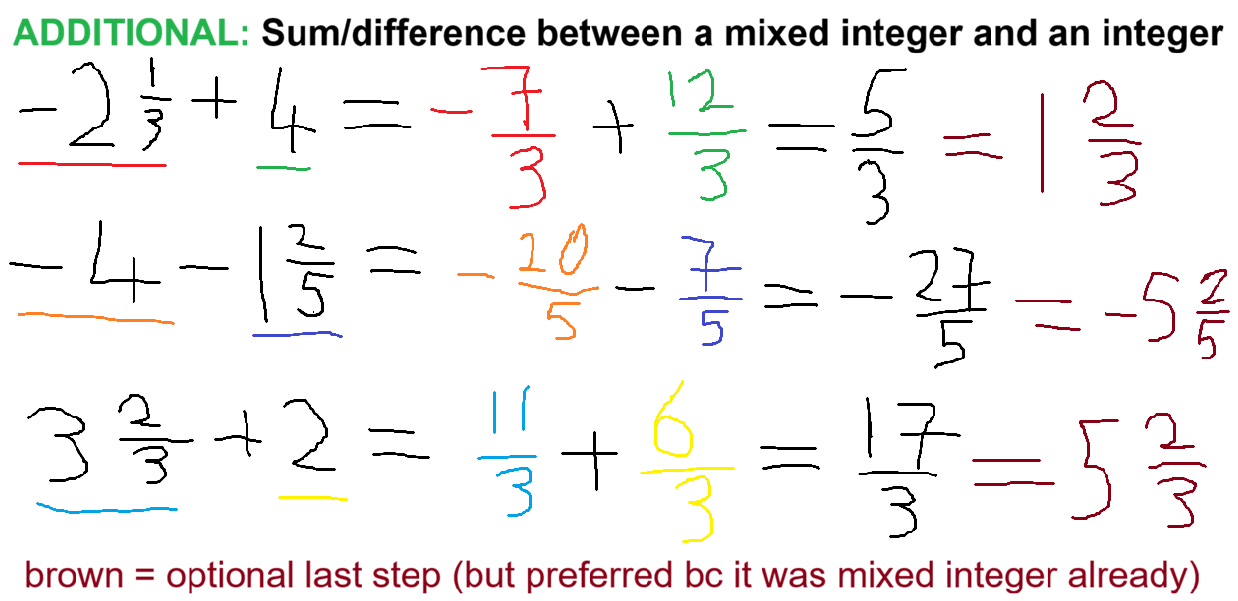 ADDITIONAL: Sum/difference between a mixed integer and an integer
-2 1/3 + 4 = - 7/3 + 12/3 = 5/3 = 1 2/3
-4 - 1 2/5 = - 20/5 - 7/5 = - 27/5 = -5 2/5
3 2/3 + 2 = 11/3 + 6/3 = 17/3 = 5 2/3
brown = optional last step (but preferred bc it was mixed integer already)